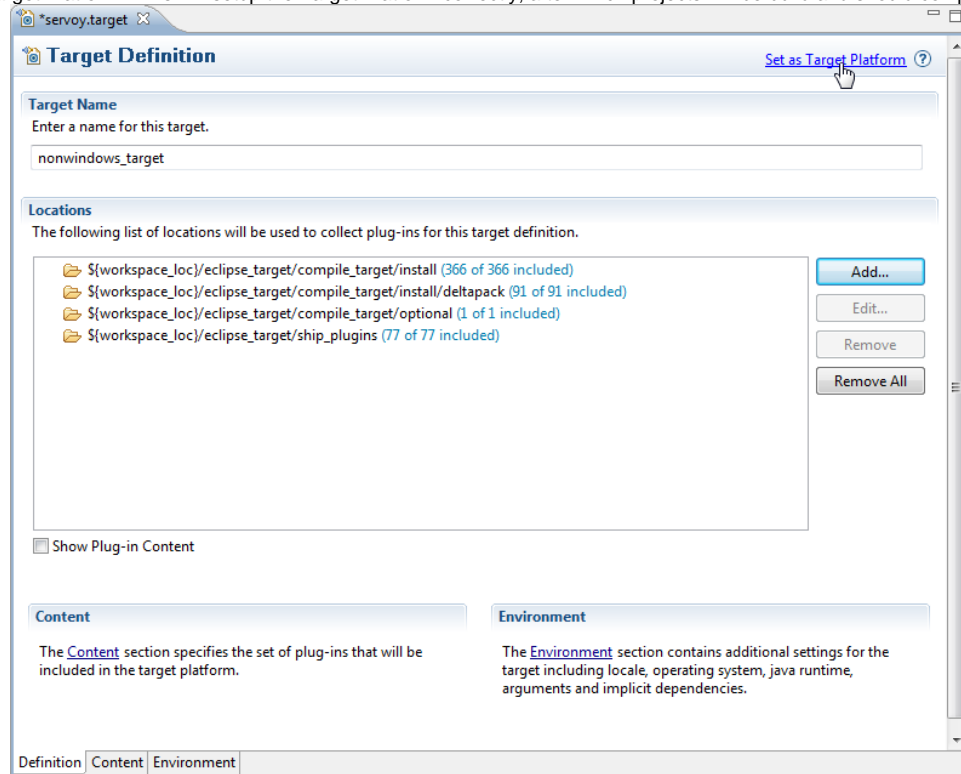 *servoy.target
Target Definition
Set as Target Platform
Target Name
Enter a name for this target.
nonwindows_target
Locations
The following list of locations will be used to collect plug-ins for this target definition.
${workspace_loc}/eclipse_target/compile_target/install (366 of 366 included)
${workspace_loc}/eclipse_target/compile_target/install/deltapack (91 of 91 included)
${workspace_loc}/eclipse_target/compile_target/optional (1 of 1 included)
${workspace_loc}/eclipse_target/ship_plugins (77 of 77 included)
Add...
Edit...
Remove
Remove All
Show Plug-in Content
Content
The Content section specifies the set of plug-ins that will be
included in the target platform.
Environment
The Environment section contains additional settings for the
target including locale, operating system, java runtime,
arguments and implicit dependencies.
Definition Content Environment